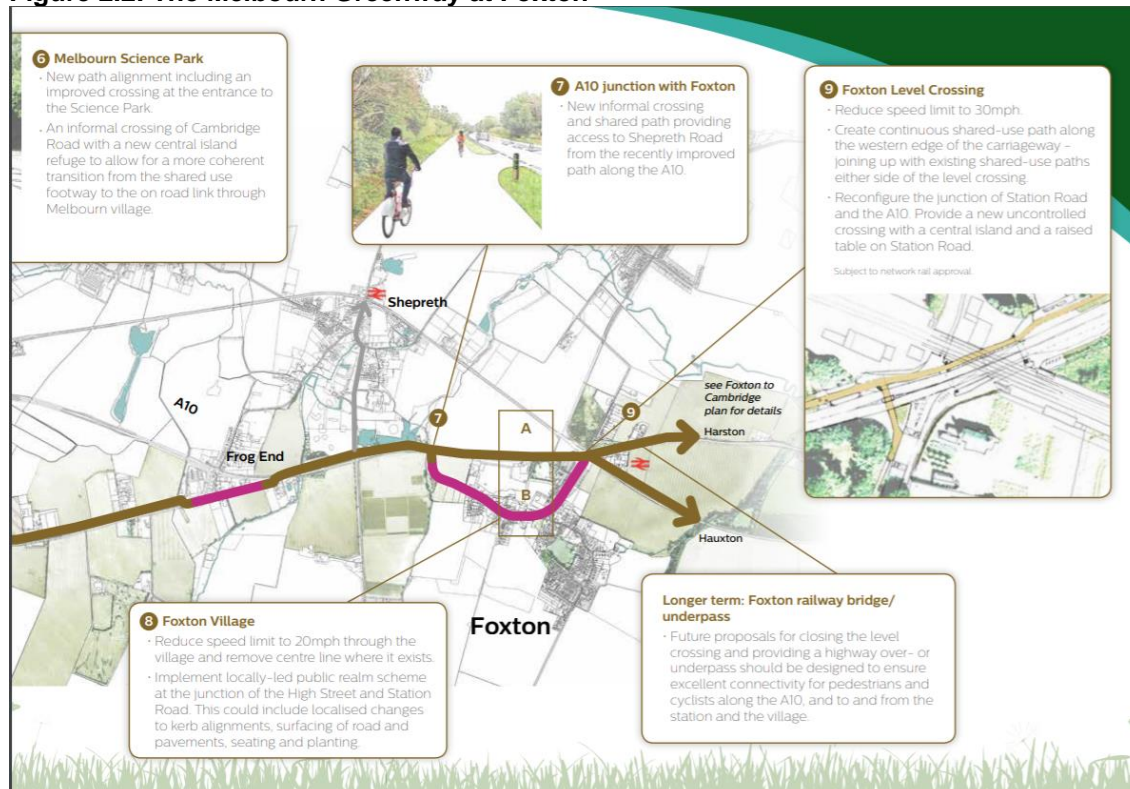 Figure 2.2: The Melbourn Greenway at Foxton
6 Melbourn Science Park
· New path alignment including an
improved crossing at the entrance to
the Science Park.
· An informal crossing of Cambridge
Road with a new central island
refuge to allow for a more coherent
transition from the shared use
footway to the on road link through
Melbourn village.
7 A10 junction with Foxton
· New informal crossing
and shared path providing
access to Shepreth Road
from the recently improved
path along the A10.
9 Foxton Level Crossing
· Reduce speed limit to 30mph.
· Create continuous shared-use path along
the western edge of the carriageway –
joining up with existing shared-use paths
either side of the level crossing.
· Reconfigure the junction of Station Road
and the A10. Provide a new uncontrolled
crossing with a central island and a raised
table on Station Road.
Subject to network rail approval.
Shepreth
A10
Frog End
7
A
B
9
see Foxton to
Cambridge
plan for details
Harston
Hauxton
Foxton
8 Foxton Village
· Reduce speed limit to 20mph through the
village and remove centre line where it exists.
· Implement locally-led public realm scheme
at the junction of the High Street and Station
Road. This could include localised changes
to kerb alignments, surfacing of road and
pavements, seating and planting.
Longer term: Foxton railway bridge/
underpass
· Future proposals for closing the level
crossing and providing a highway over- or
underpass should be designed to ensure
excellent connectivity for pedestrians and
cyclists along the A10, and to and from the
station and the village.